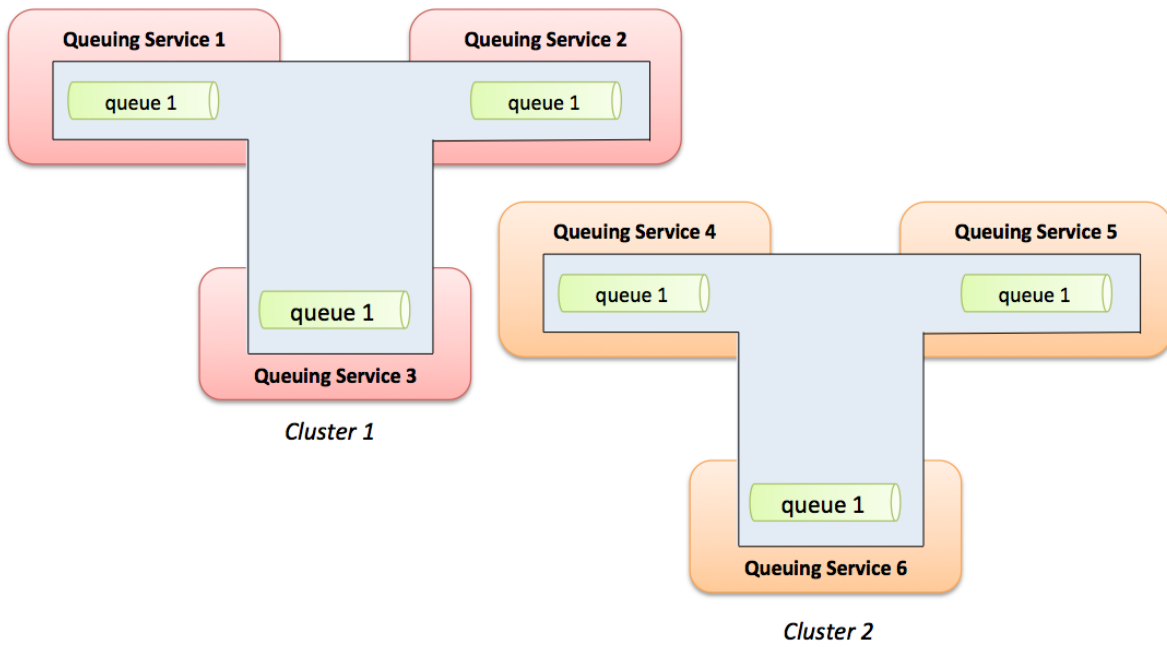 Queuing Service 1
Queuing Service 2
queue 1
queue 1
queue 1
Queuing Service 3
Cluster 1
Queuing Service 4
Queuing Service 5
queue 1
queue 1
queue 1
Queuing Service 6
Cluster 2